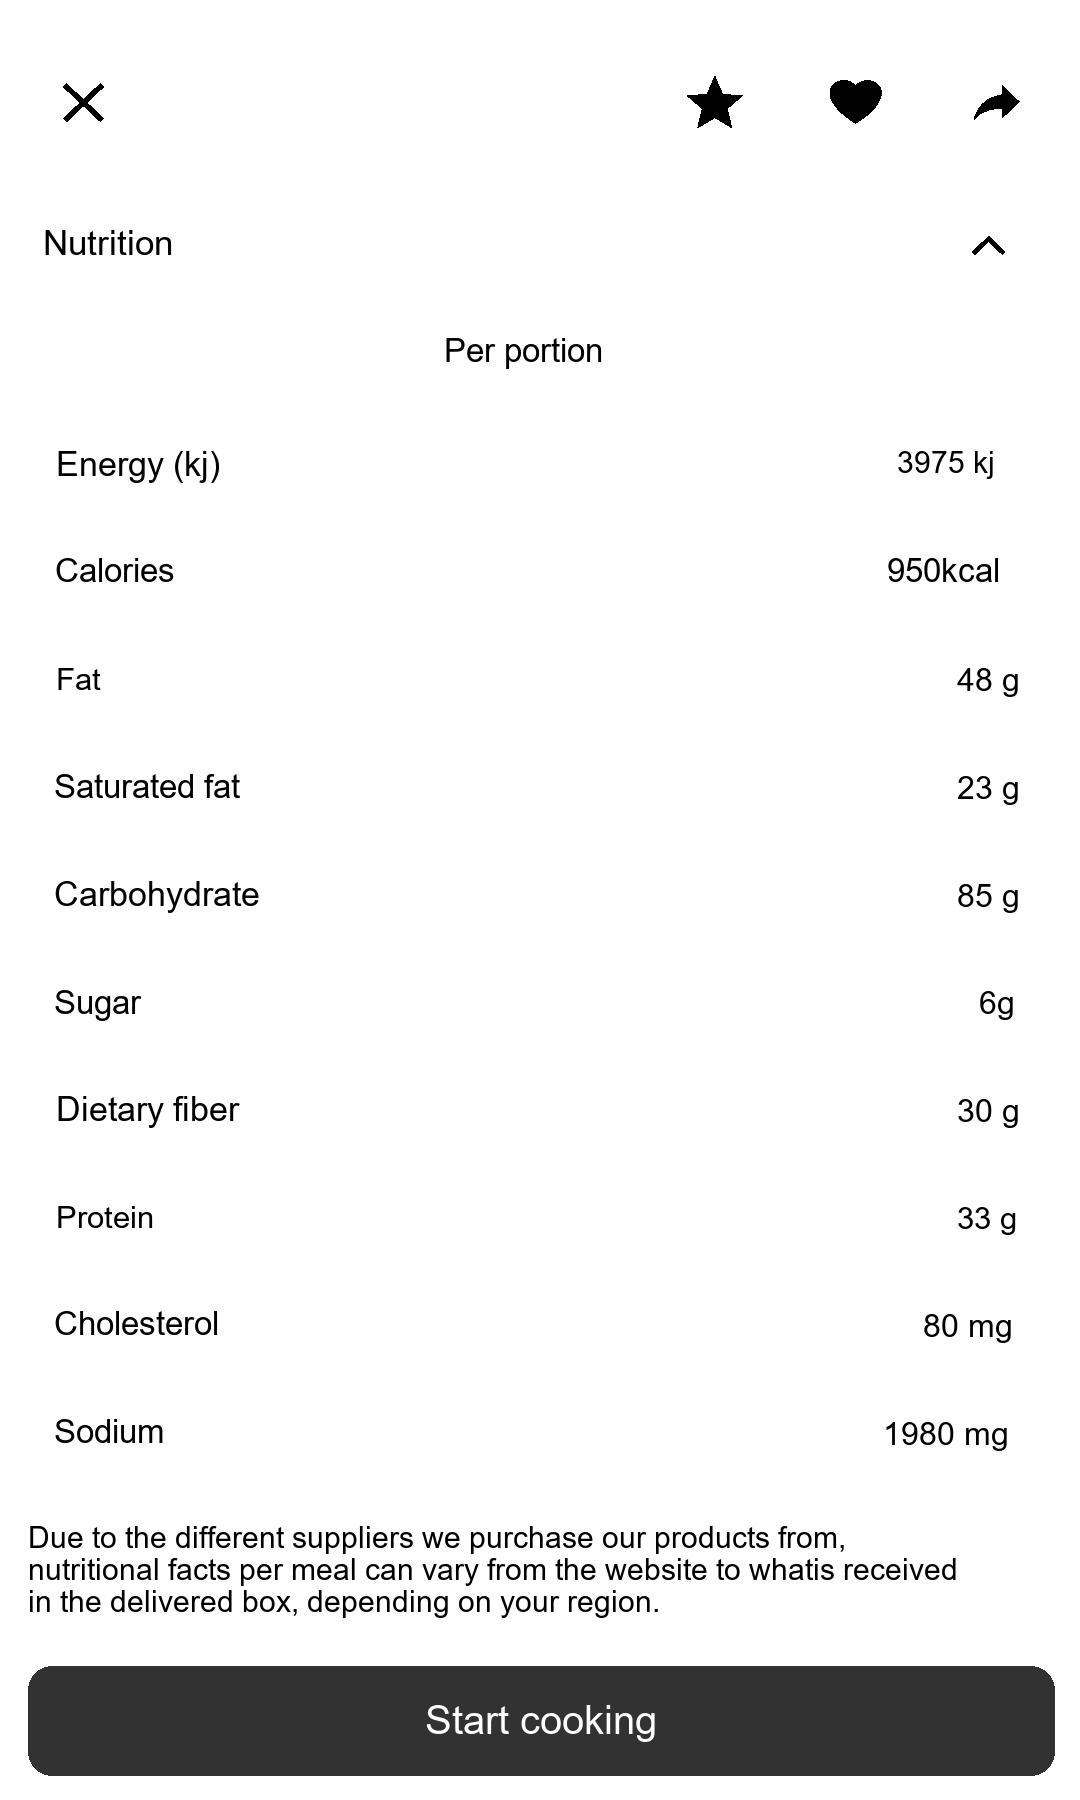 Nutrition
Per portion
Energy (kj) 3975 kj
Calories 950kcal
Fat 48 g
Saturated fat 23 g
Carbohydrate 85 g
Sugar 6g
Dietary fiber 30 g
Protein 33 g
Cholesterol 80 mg
Sodium 1980 mg
Due to the different suppliers we purchase our products from,
nutritional facts per meal can vary from the website to whatis received
in the delivered box, depending on your region.
Start cooking